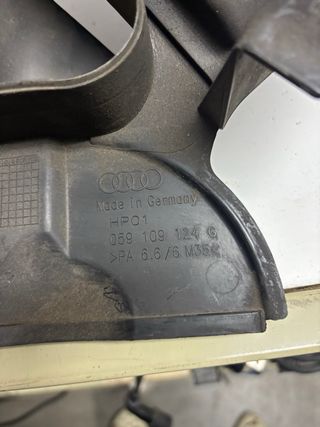 Made in Germany
HPO1
059 109 124 G
>PA 6.6/6 M35<